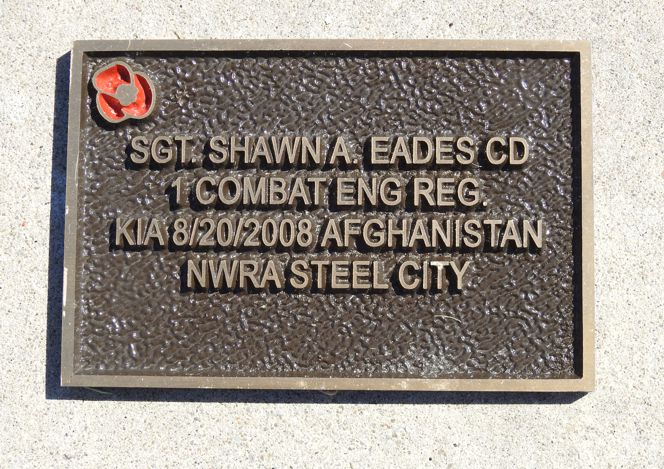 SGT. SHAWN A. EADES CD
1 COMBAT ENG REG.
KIA 8/20/2008 AFGHANISTAN
NWRA STEEL CITY